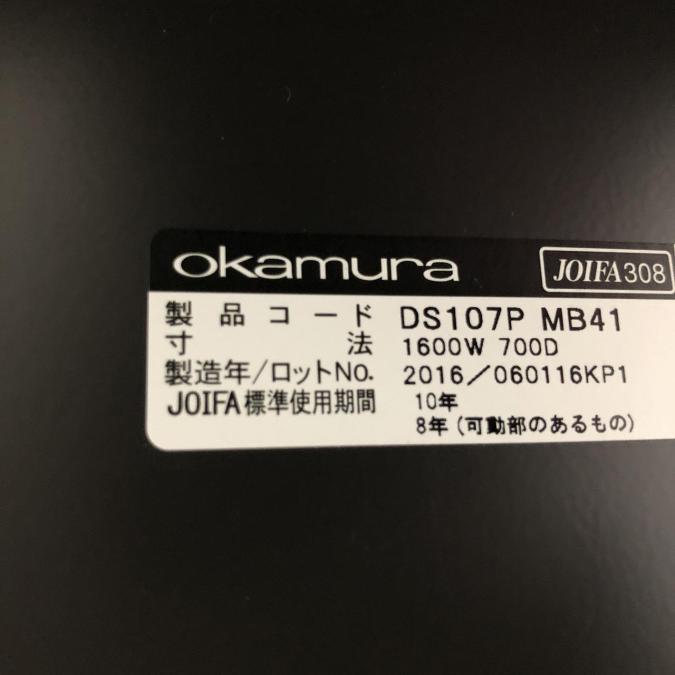 okamura JOIFA308
製品コード DS107P MB41
寸法 1600W 700D
製造年/ロットNo. 2016/060116KP1
JOIFA標準使用期間 10年
8年(可動部のあるもの)